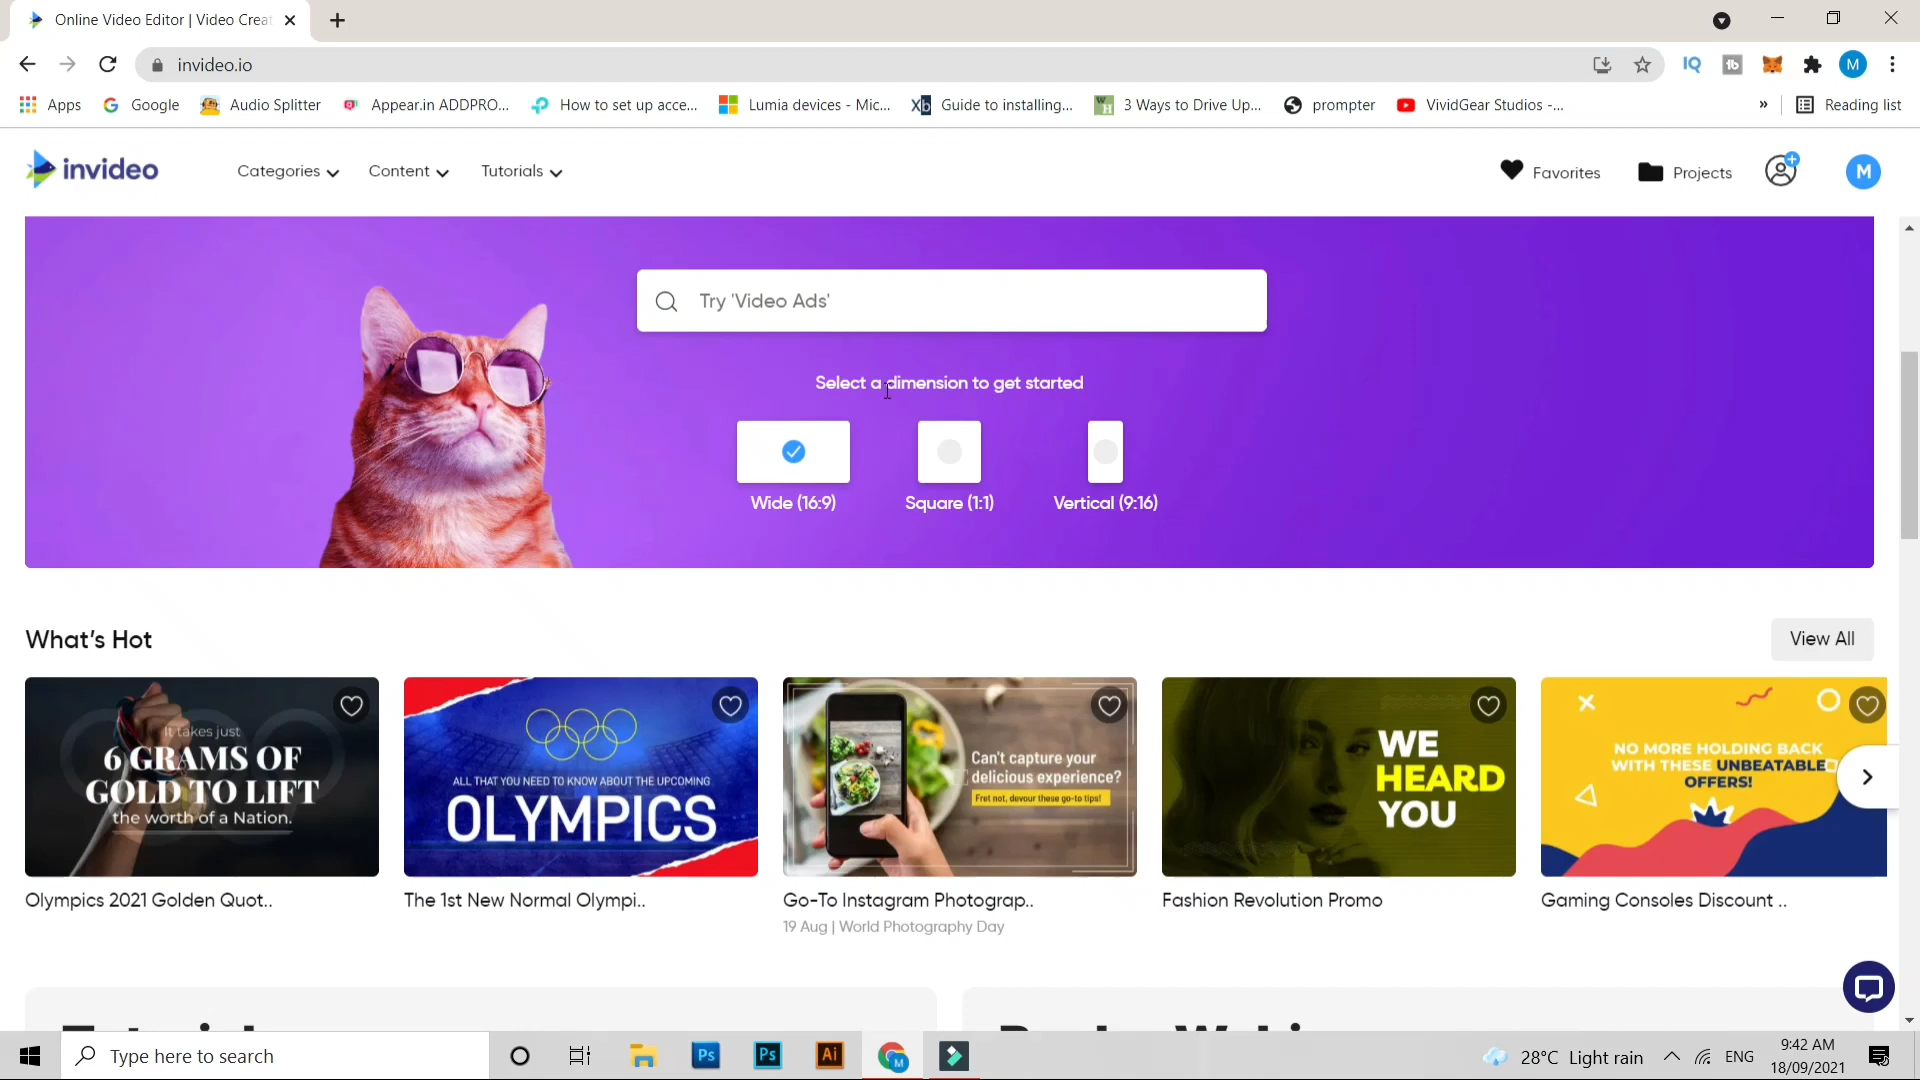 Online Video Editor | Video Creat
invideo.io
Apps
Google
Audio Splitter
Appear.in ADDPRO...
How to set up acce...
Lumia devices - Mic...
Guide to installing...
3 Ways to Drive Up...
prompter
VividGear Studios -...
»
Reading list
invideo
Categories
Content
Tutorials
Favorites
Projects
M
Try 'Video Ads'
Select a dimension to get started
Wide (16:9)
Square (1:1)
Vertical (9:16)
What's Hot
View All
It takes just
6 GRAMS OF
GOLD TO LIFT
the worth of a Nation.
ALL THAT YOU NEED TO KNOW ABOUT THE UPCOMING
OLYMPICS
Can't capture your
delicious experience?
Fret not, devour these go-to tips!
WE
HEARD
YOU
NO MORE HOLDING BACK
WITH THESE UNBEATABLE
OFFERS!
Olympics 2021 Golden Quot..
The 1st New Normal Olympi..
Go-To Instagram Photograp..
Fashion Revolution Promo
Gaming Consoles Discount ..
19 Aug | World Photography Day
Type here to search
Ps
Ps
Ai
28°C Light rain
ENG
9:42 AM
18/09/2021